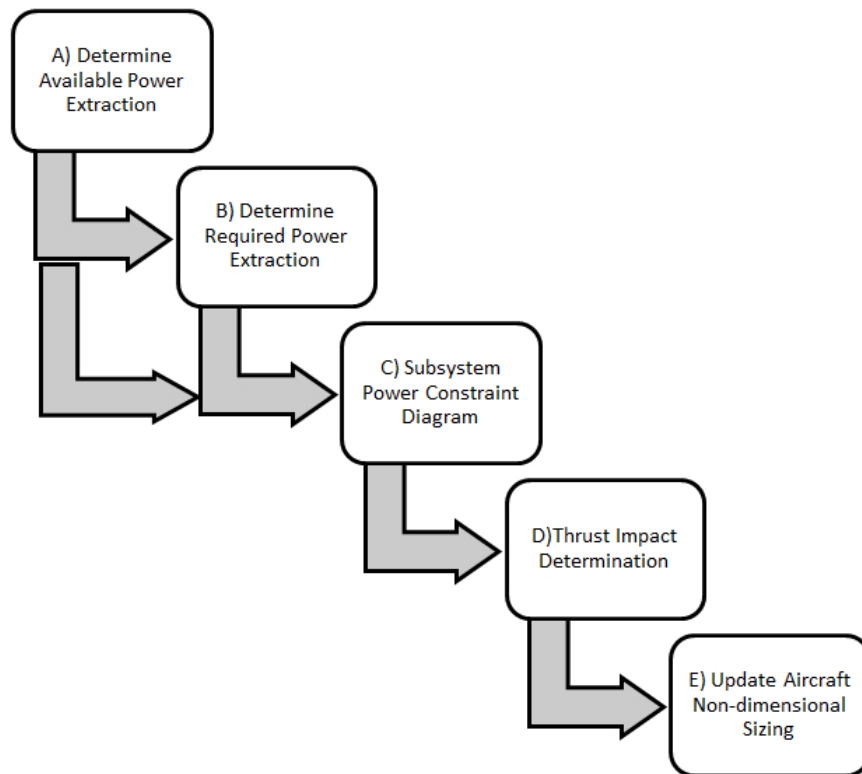 A) Determine
Available Power
Extraction
B) Determine
Required Power
Extraction
C) Subsystem
Power Constraint
Diagram
D)Thrust Impact
Determination
E) Update Aircraft
Non-dimensional
Sizing